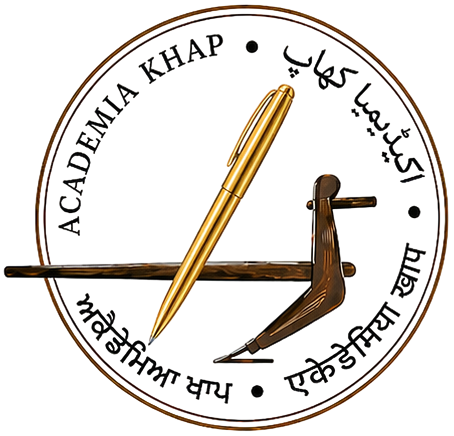 ACADEMIA KHAP
اکیڈیمیا کھاپ
एकेडेमिया खाप
ਅਕੈਡੇਮਿਆ ਖਾਪ